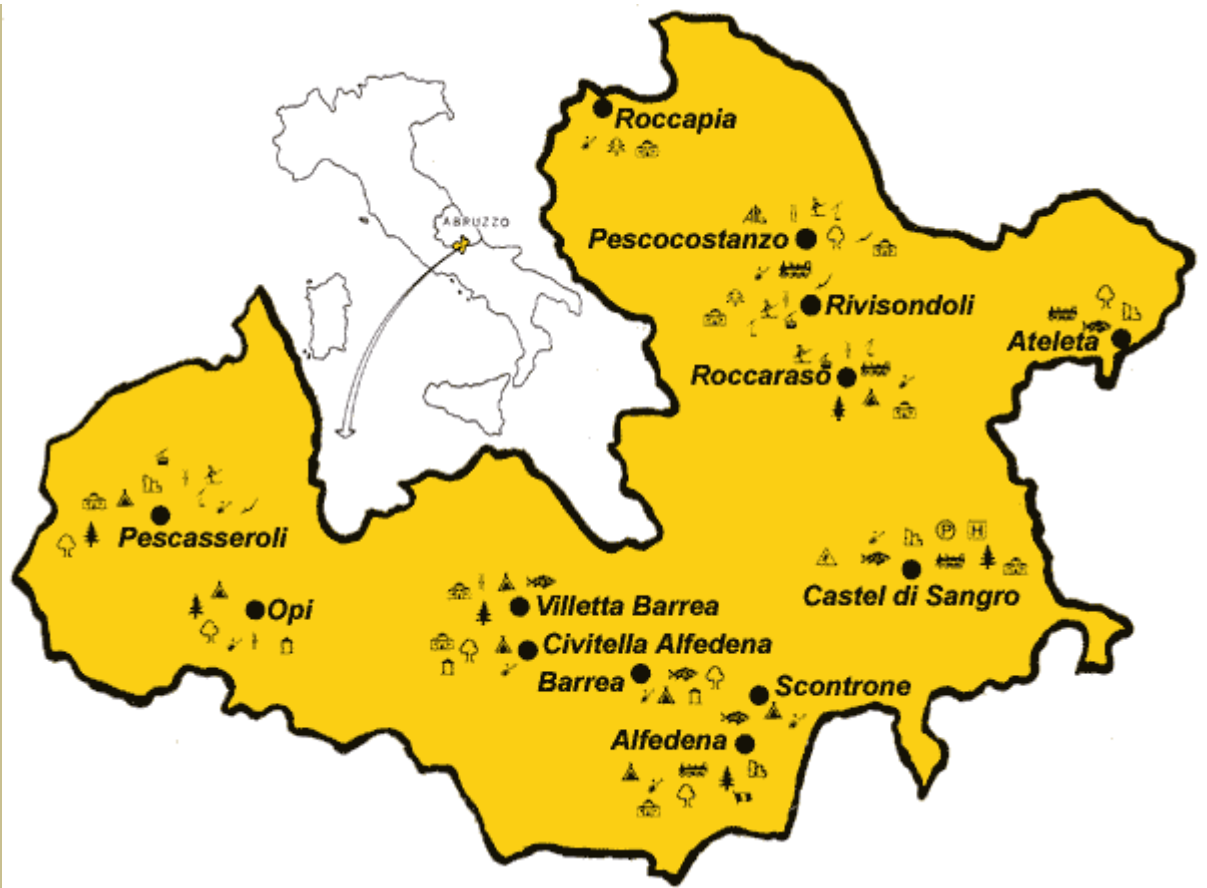 Roccapia
ABRUZZO
Pescocostanzo
Rivisondoli
Ateleta
Roccaraso
Pescasseroli
P H
Castel di Sangro
Opi
Villetta Barrea
Civitella Alfedena
Barrea
Scontrone
Alfedena